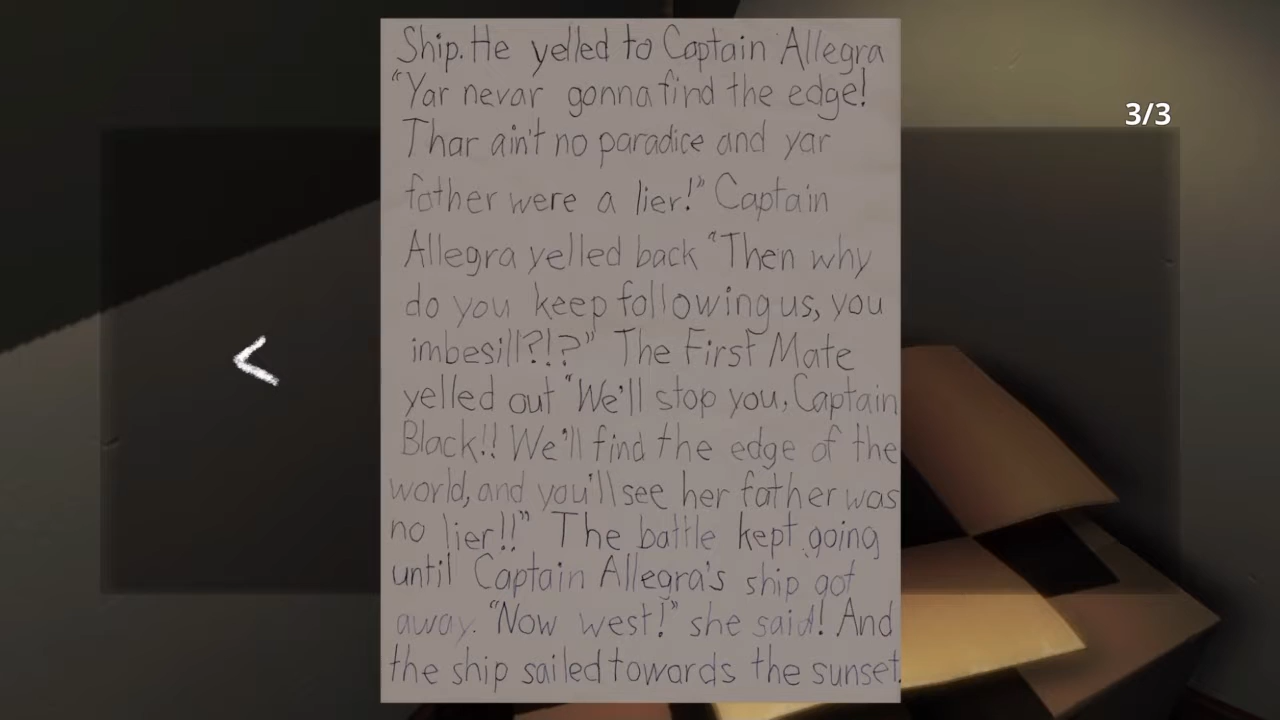 Ship. He yelled to Captain Allegra
"Yar nevar gonna find the edge!
3/3
Thar ain't no paradice and yar
father were a lier!" Captain
Allegra yelled back "Then why
do you keep following us, you
imbesill?!?" The First Mate
yelled out "We'll stop you, Captain
Black!! We'll find the edge of the
world, and you'll see her father was
no lier!!" The battle kept going
until Captain Allegra's ship got
away. "Now west!" she said! And
the ship sailed towards the sunset.